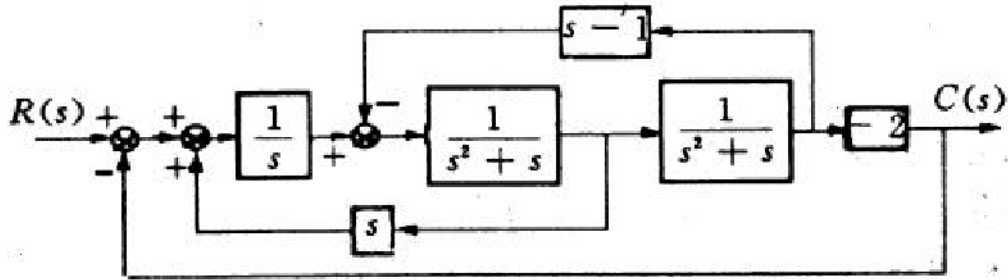 s - 1
R(s) + + 1/s + - 1/(s² + s) 1/(s² + s) - 2 C(s)
- + s